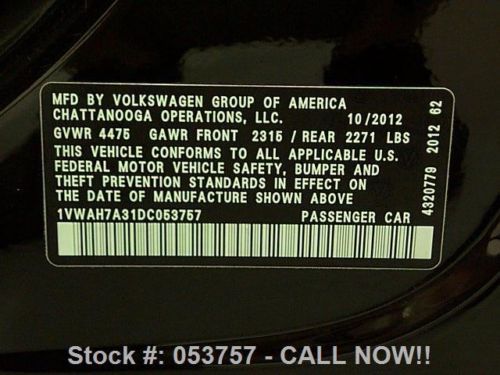 MFD BY VOLKSWAGEN GROUP OF AMERICA
CHATTANOOGA OPERATIONS, LLC. 10/2012
GVWR 4475 GAWR FRONT 2315 / REAR 2271 LBS
THIS VEHICLE CONFORMS TO ALL APPLICABLE U.S.
FEDERAL MOTOR VEHICLE SAFETY, BUMPER AND
THEFT PREVENTION STANDARDS IN EFFECT ON
THE DATE OF MANUFACTURE SHOWN ABOVE
1VWAH7A31DC053757 PASSENGER CAR
4320779 2012 62
Stock #: 053757 - CALL NOW!!